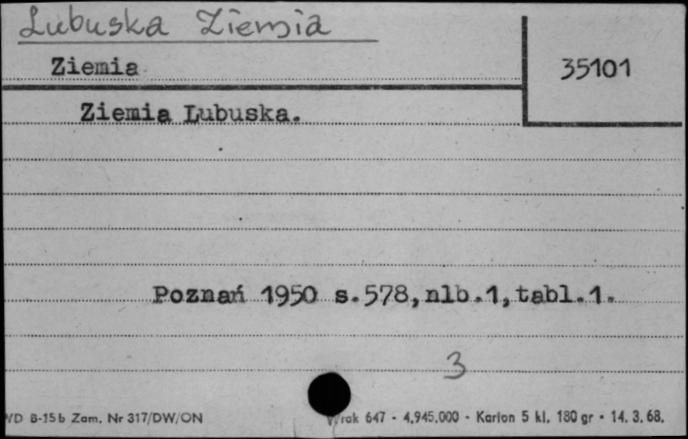 Lubuska Ziemia
Ziemia
35101
Ziemia Lubuska.
Poznań 1950 s.578,nlb.1,tabl.1.
3
WD B-15b Zam. Nr 317/DW/ON
rak 647 - 4,945.000 - Karton 5 kl. 180 gr - 14. 3. 68.